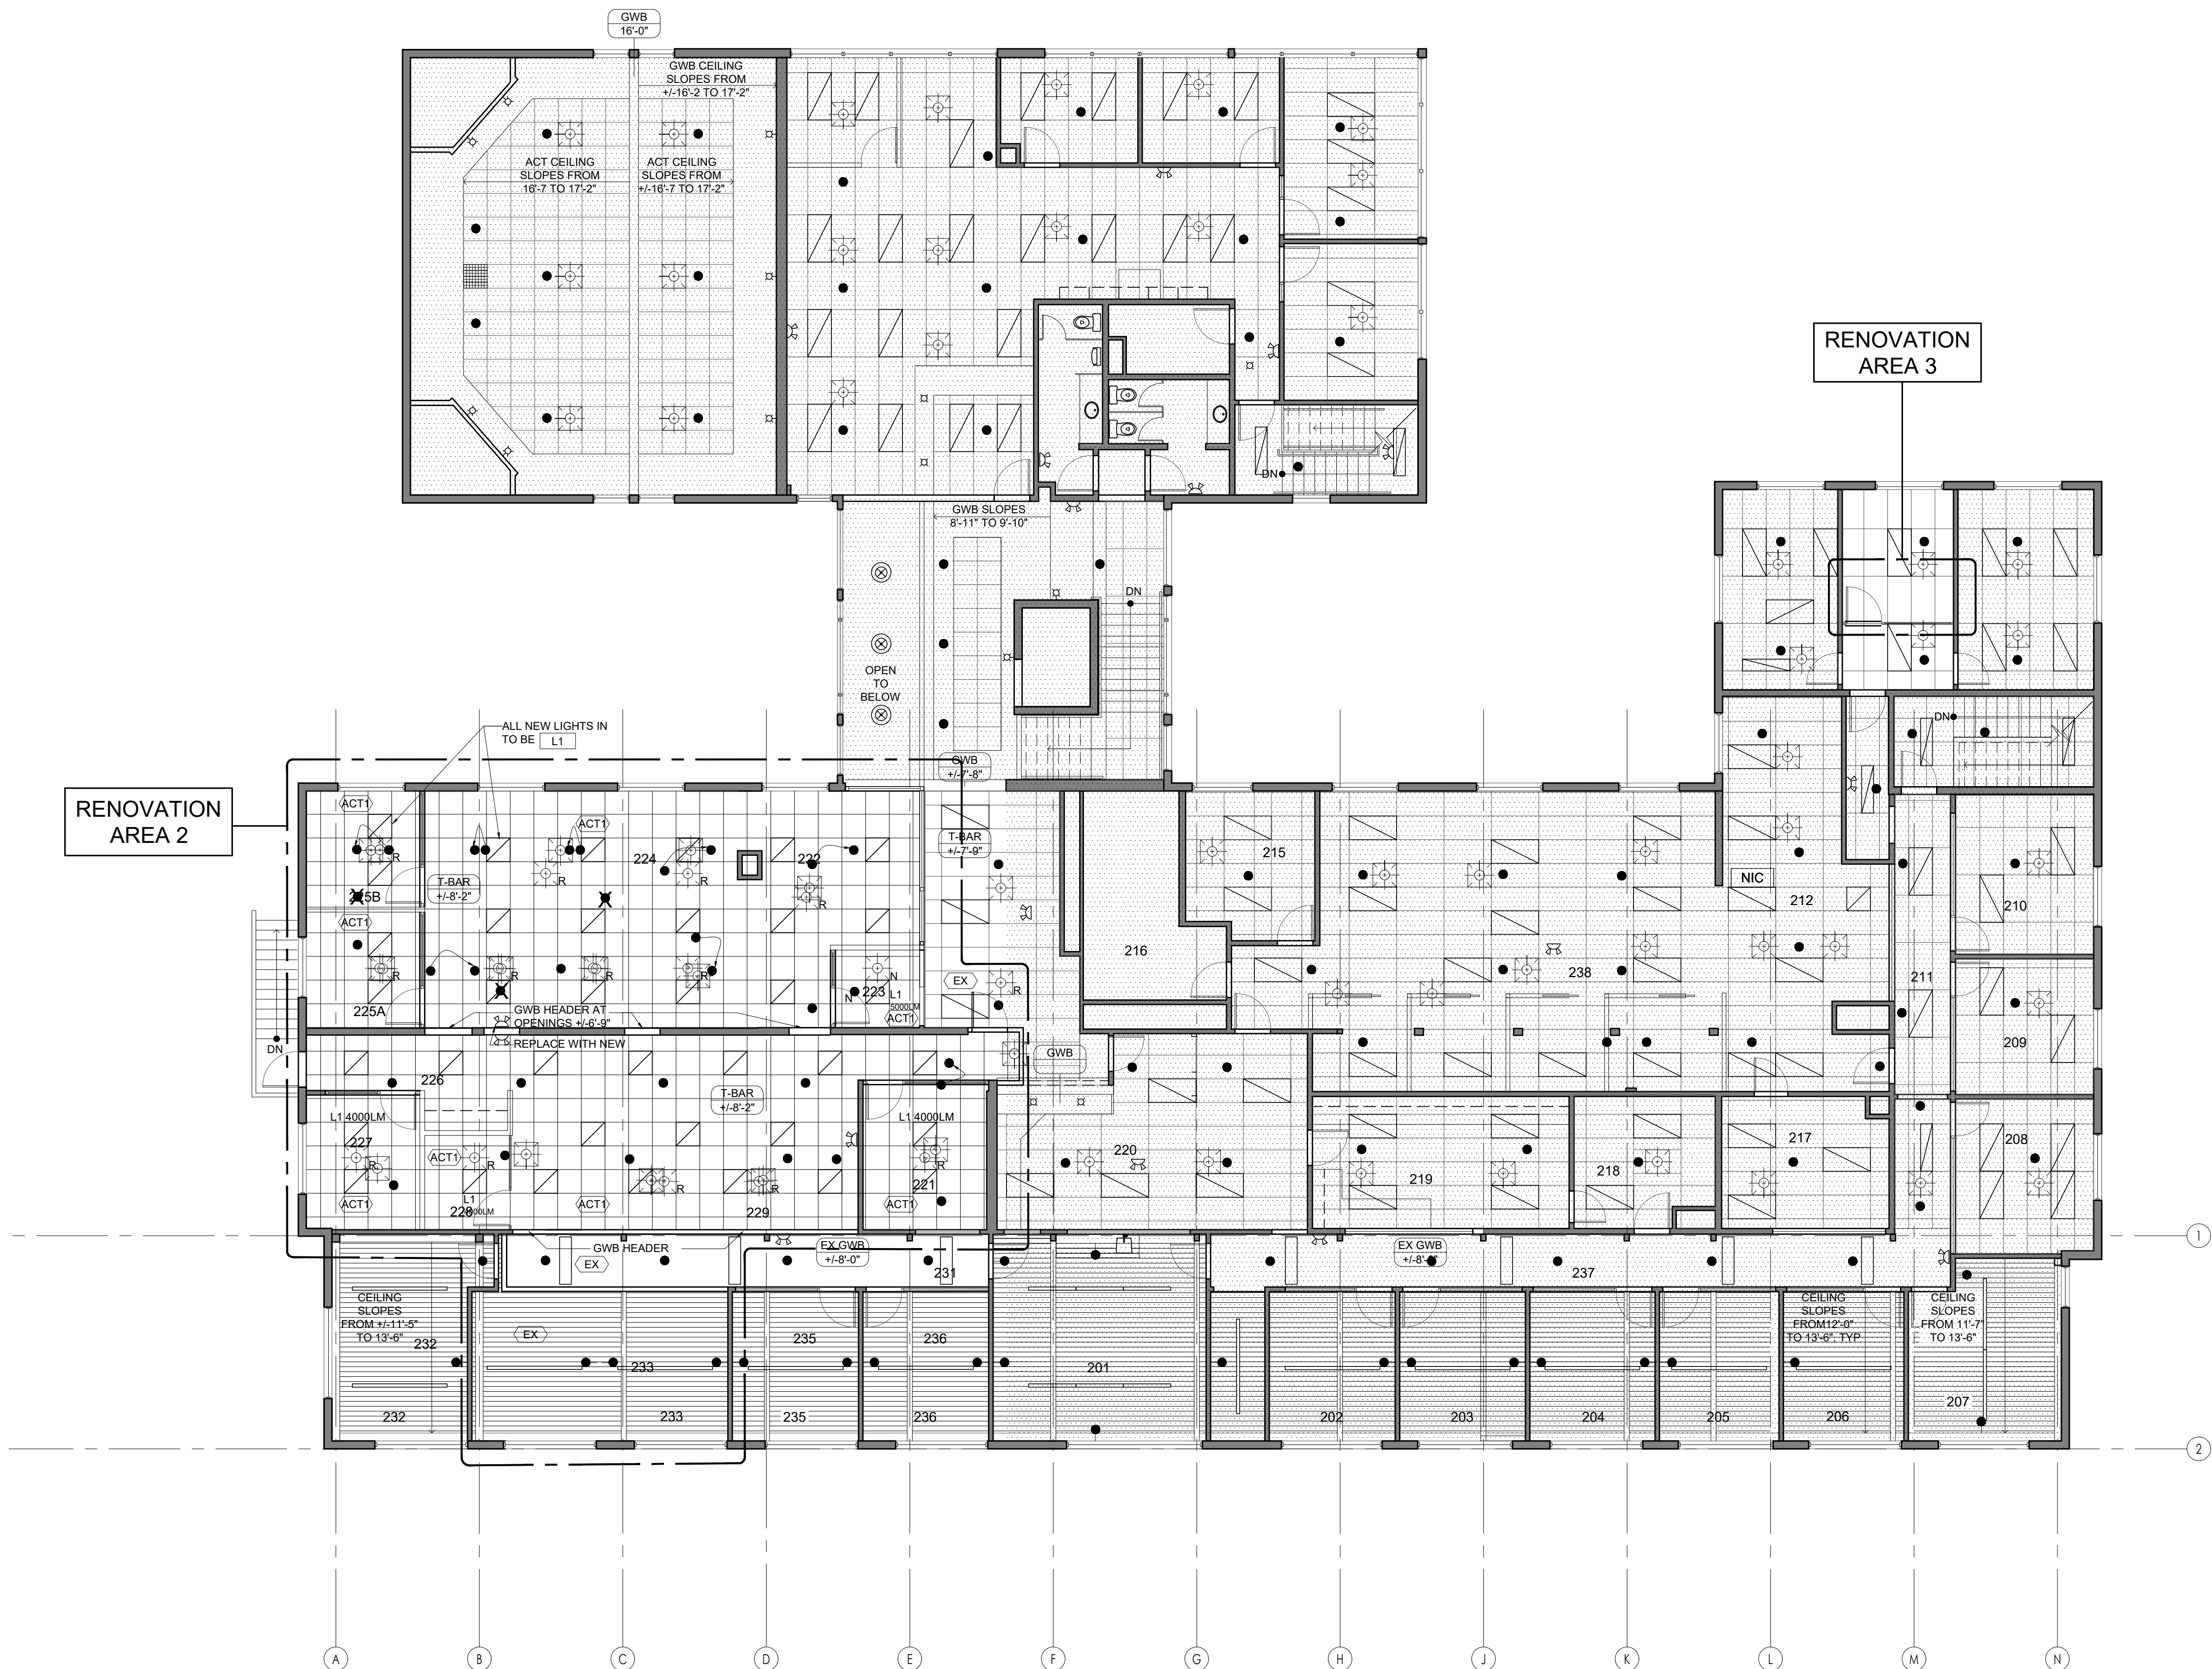 GWB
16'-0"
GWB CEILING
SLOPES FROM
+/-16'-2 TO 17'-2"
ACT CEILING
SLOPES FROM
16'-7 TO 17'-2"
ACT CEILING
SLOPES FROM
+/-16'-7 TO 17'-2"
RENOVATION
AREA 3
DN
GWB SLOPES
8'-11" TO 9'-10"
DN
OPEN
TO
BELOW
DN
ALL NEW LIGHTS IN
TO BE L1
GWB
+/-7'-8"
RENOVATION
AREA 2
ACT1
ACT1
T-BAR
+/-7'-9"
R
224
222
215
R
R
T-BAR
+/-8'-2"
225B
R
NIC
212
210
ACT1
216
238
211
R
R
R
R
N
EX
R
N
223
L1
5000LM
ACT1
225A
GWB HEADER AT
OPENINGS +/-6'-9"
REPLACE WITH NEW
DN
GWB
209
226
T-BAR
+/-8'-2"
L1 4000LM
L1 4000LM
227
ACT1
R
R
R
220
217
208
218
219
221
R
R
ACT1
L1
228
ACT1
229
ACT1
GWB HEADER
EX GWB
+/-8'-0"
EX GWB
1
EX
231
237
CEILING
SLOPES
FROM +/-11'-5"
TO 13'-6"
CEILING
SLOPES
FROM12'-0"
TO 13'-6", TYP
CEILING
SLOPES
FROM 11'-7"
TO 13'-6"
232
EX
235
236
233
201
207
232
233
235
236
202
203
204
205
206
2
A
B
C
D
E
F
G
H
J
K
L
M
N